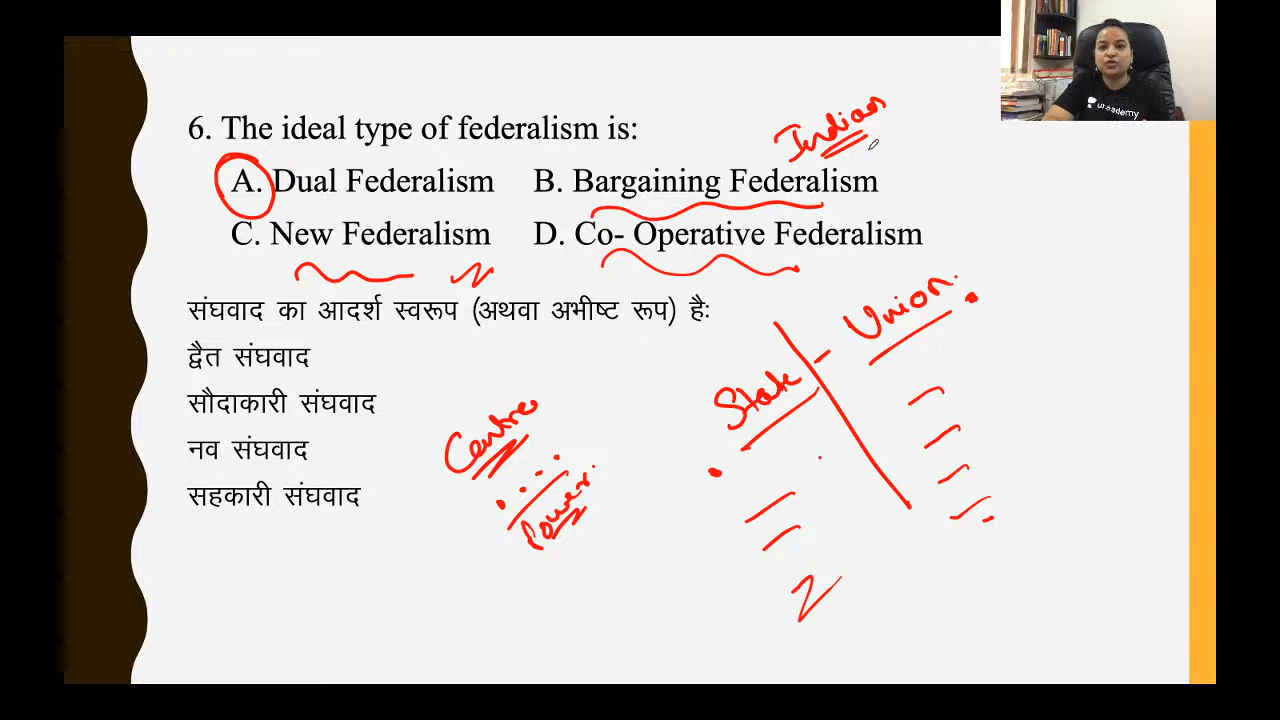 6. The ideal type of federalism is:
A. Dual Federalism B. Bargaining Federalism
C. New Federalism D. Co- Operative Federalism
Indian
संघवाद का आदर्श स्वरूप (अथवा अभीष्ट रूप) है:
द्वैत संघवाद
सौदाकारी संघवाद
नव संघवाद
सहकारी संघवाद
Centre
Power
State - Union
unacademy